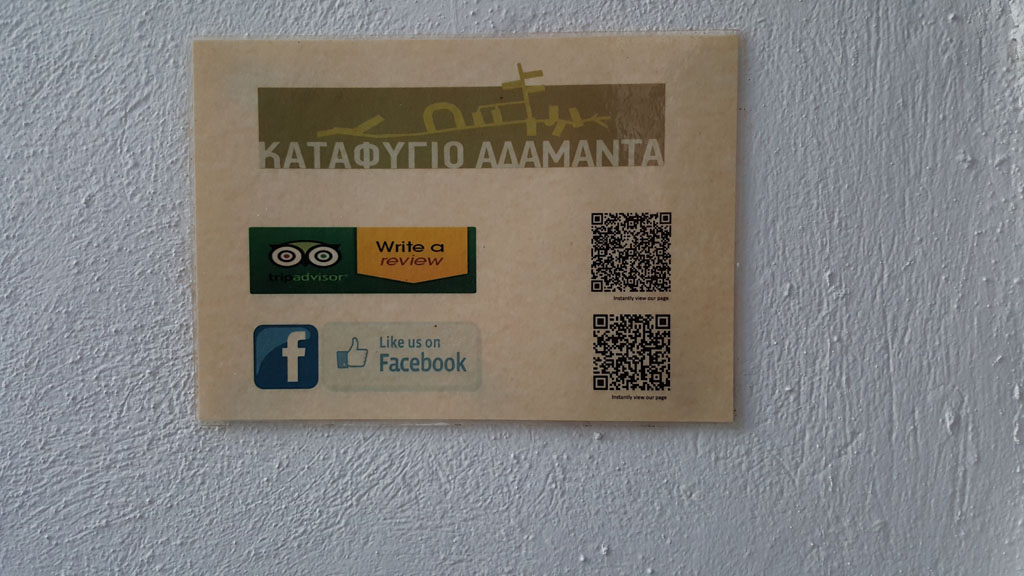 ΚΑΤΑΦΥΓΙΟ ΑΔΑΜΑΝΤΑ
tripadvisor
Write a
review
Instantly view our page
f
Like us on
Facebook
Instantly view our page